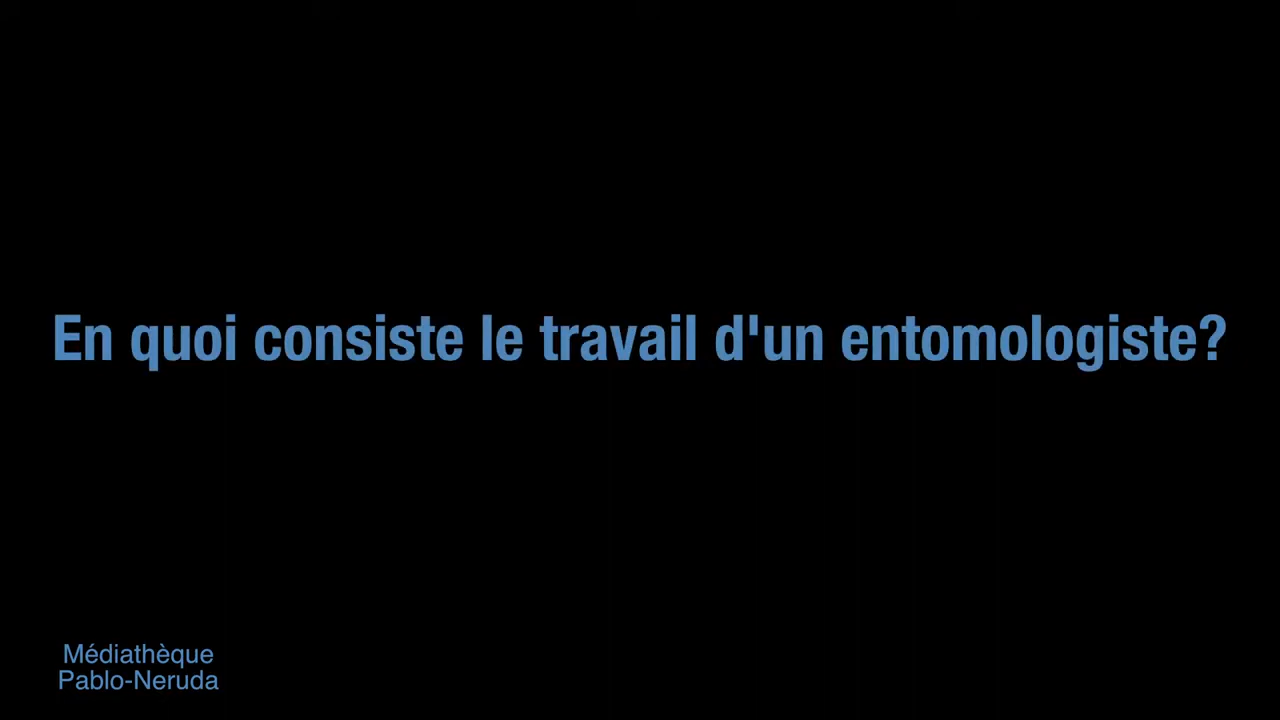 En quoi consiste le travail d'un entomologiste?
Médiathèque
Pablo-Neruda